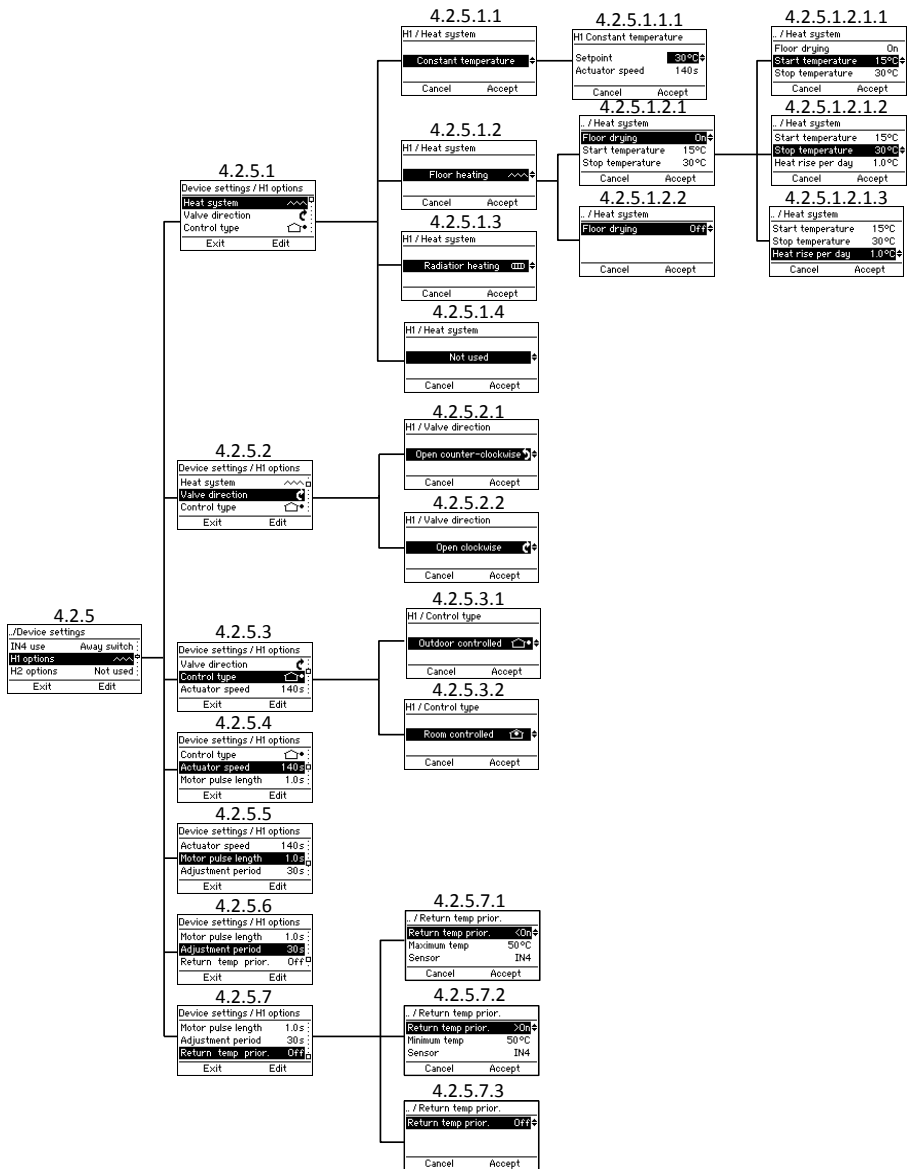 4.2.5
../Device settings
IN4 use Away switch
H1 options
H2 options Not used
Exit Edit
4.2.5.1
Device settings / H1 options
Heat system
Valve direction
Control type
Exit Edit
4.2.5.1.1
H1 / Heat system
Constant temperature
Cancel Accept
4.2.5.1.1.1
H1 Constant temperature
Setpoint 30°C
Actuator speed 140s
Cancel Accept
4.2.5.1.2
H1 / Heat system
Floor heating
Cancel Accept
4.2.5.1.2.1
.. / Heat system
Floor drying On
Start temperature 15°C
Stop temperature 30°C
Cancel Accept
4.2.5.1.2.1.1
.. / Heat system
Floor drying On
Start temperature 15°C
Stop temperature 30°C
Cancel Accept
4.2.5.1.2.1.2
.. / Heat system
Start temperature 15°C
Stop temperature 30°C
Heat rise per day 1.0°C
Cancel Accept
4.2.5.1.2.1.3
.. / Heat system
Start temperature 15°C
Stop temperature 30°C
Heat rise per day 1.0°C
Cancel Accept
4.2.5.1.2.2
.. / Heat system
Floor drying Off
Cancel Accept
4.2.5.1.3
H1 / Heat system
Radiatior heating
Cancel Accept
4.2.5.1.4
H1 / Heat system
Not used
Cancel Accept
4.2.5.2
Device settings / H1 options
Heat system
Valve direction
Control type
Exit Edit
4.2.5.2.1
H1 / Valve direction
Open counter-clockwise
Cancel Accept
4.2.5.2.2
H1 / Valve direction
Open clockwise
Cancel Accept
4.2.5.3
Device settings / H1 options
Valve direction
Control type
Actuator speed 140s
Exit Edit
4.2.5.3.1
H1 / Control type
Outdoor controlled
Cancel Accept
4.2.5.3.2
H1 / Control type
Room controlled
Cancel Accept
4.2.5.4
Device settings / H1 options
Control type
Actuator speed 140s
Motor pulse length 1.0s
Exit Edit
4.2.5.5
Device settings / H1 options
Actuator speed 140s
Motor pulse length 1.0s
Adjustment period 30s
Exit Edit
4.2.5.6
Device settings / H1 options
Motor pulse length 1.0s
Adjustment period 30s
Return temp prior. Off
Exit Edit
4.2.5.7
Device settings / H1 options
Motor pulse length 1.0s
Adjustment period 30s
Return temp prior. Off
Exit Edit
4.2.5.7.1
.. / Return temp prior.
Return temp prior. <On
Maximum temp 50°C
Sensor IN4
Cancel Accept
4.2.5.7.2
.. / Return temp prior.
Return temp prior. >On
Minimum temp 50°C
Sensor IN4
Cancel Accept
4.2.5.7.3
.. / Return temp prior.
Return temp prior. Off
Cancel Accept